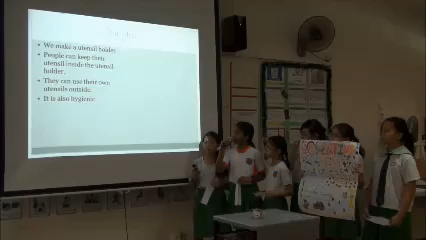 • We make a utensil holder
• People can keep their
utensil inside the utensil
holder.
• They can use their own
utensils outside.
• It is also hygienic